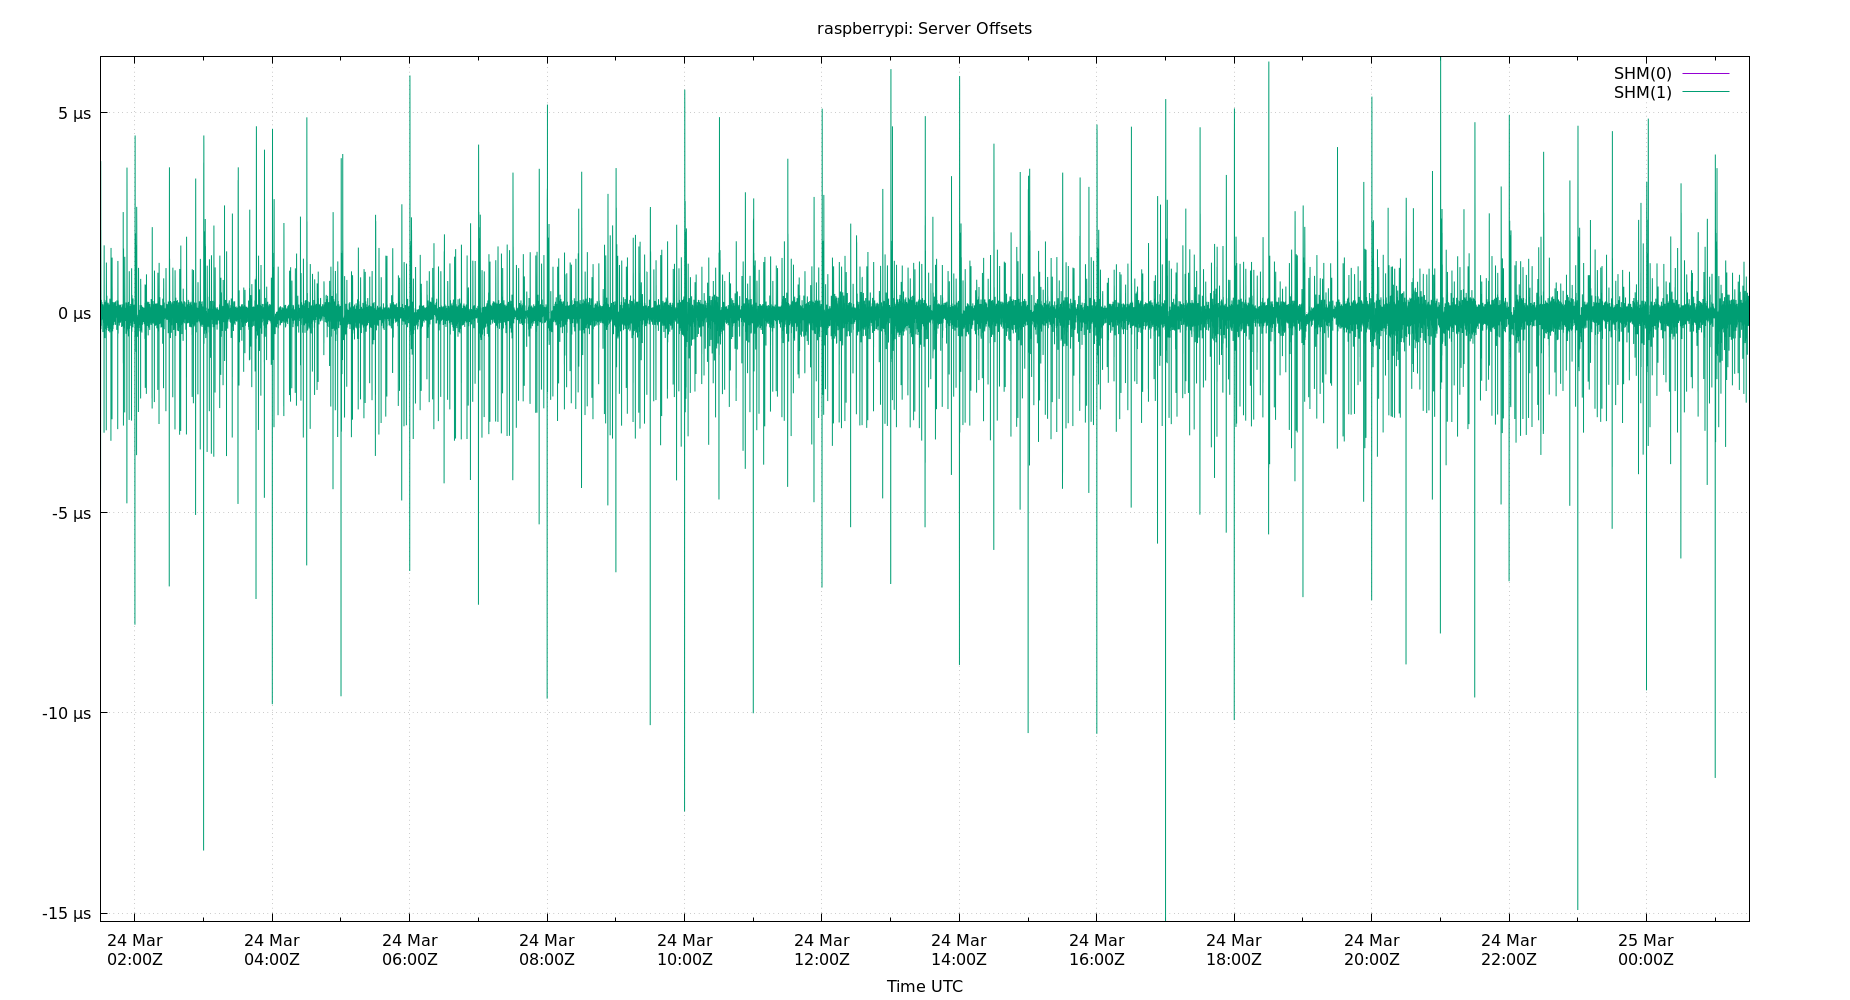 raspberrypi: Server Offsets
SHM(0)
SHM(1)
5 µs
0 µs
-5 µs
-10 µs
-15 µs
24 Mar 24 Mar 24 Mar 24 Mar 24 Mar 24 Mar 24 Mar 24 Mar 24 Mar 24 Mar 24 Mar 25 Mar
02:00Z 04:00Z 06:00Z 08:00Z 10:00Z 12:00Z 14:00Z 16:00Z 18:00Z 20:00Z 22:00Z 00:00Z
Time UTC